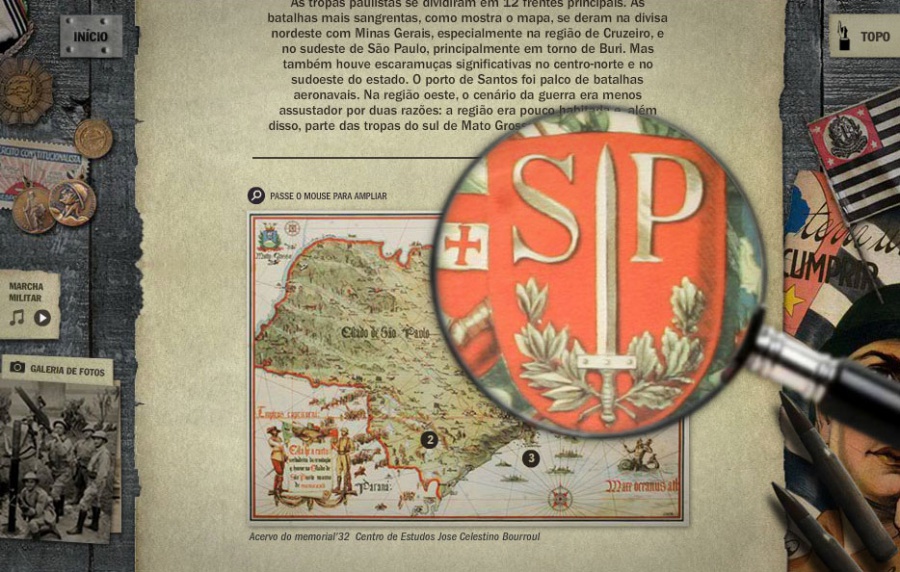 As tropas paulistas se dividiram em 12 frentes principais. As
batalhas mais sangrentas, como mostra o mapa, se deram na divisa
nordeste com Minas Gerais, especialmente na região de Cruzeiro, e
no sudeste de São Paulo, principalmente em torno de Buri. Mas
também houve escaramuças significativas no centro-norte e no
sudoeste do estado. O porto de Santos foi palco de batalhas
aeronavais. Na região oeste, o cenário da guerra era menos
assustador por duas razões: a região era pouco habitada e, além
disso, parte das tropas do sul de Mato
INÍCIO
TOPO
PASSE O MOUSE PARA AMPLIAR
SP
Estado de São Paulo
MARCHA
MILITAR
GALERIA DE FOTOS
2
3
Paraná
CUMPRIR
Acervo do memorial'32 Centro de Estudos Jose Celestino Bourroul